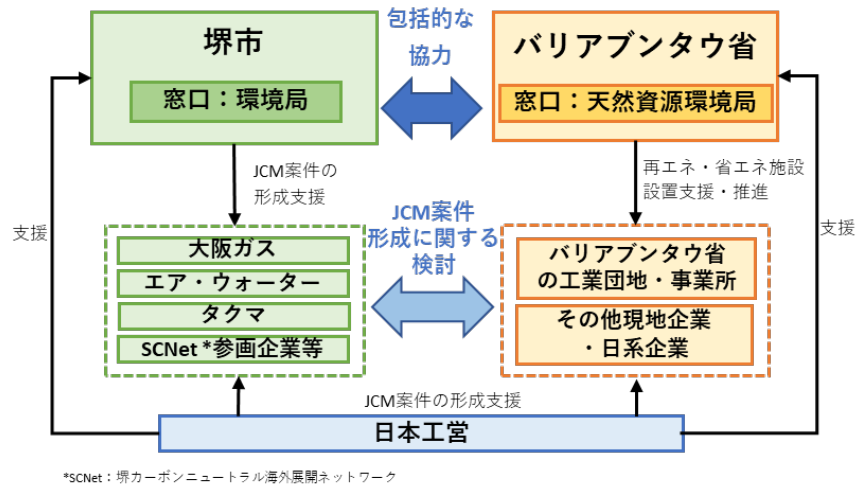 包括的な
協力
堺市
窓口：環境局
バリアブンタウ省
窓口：天然資源環境局
JCM案件の
形成支援
再エネ・省エネ施設
設置支援・推進
支援
支援
JCM案件
形成に関する
検討
大阪ガス
エア・ウォーター
タクマ
SCNet *参画企業等
バリアブンタウ省
の工業団地・事業所
その他現地企業
・日系企業
JCM案件の形成支援
日本工営
*SCNet：堺カーボンニュートラル海外展開ネットワーク